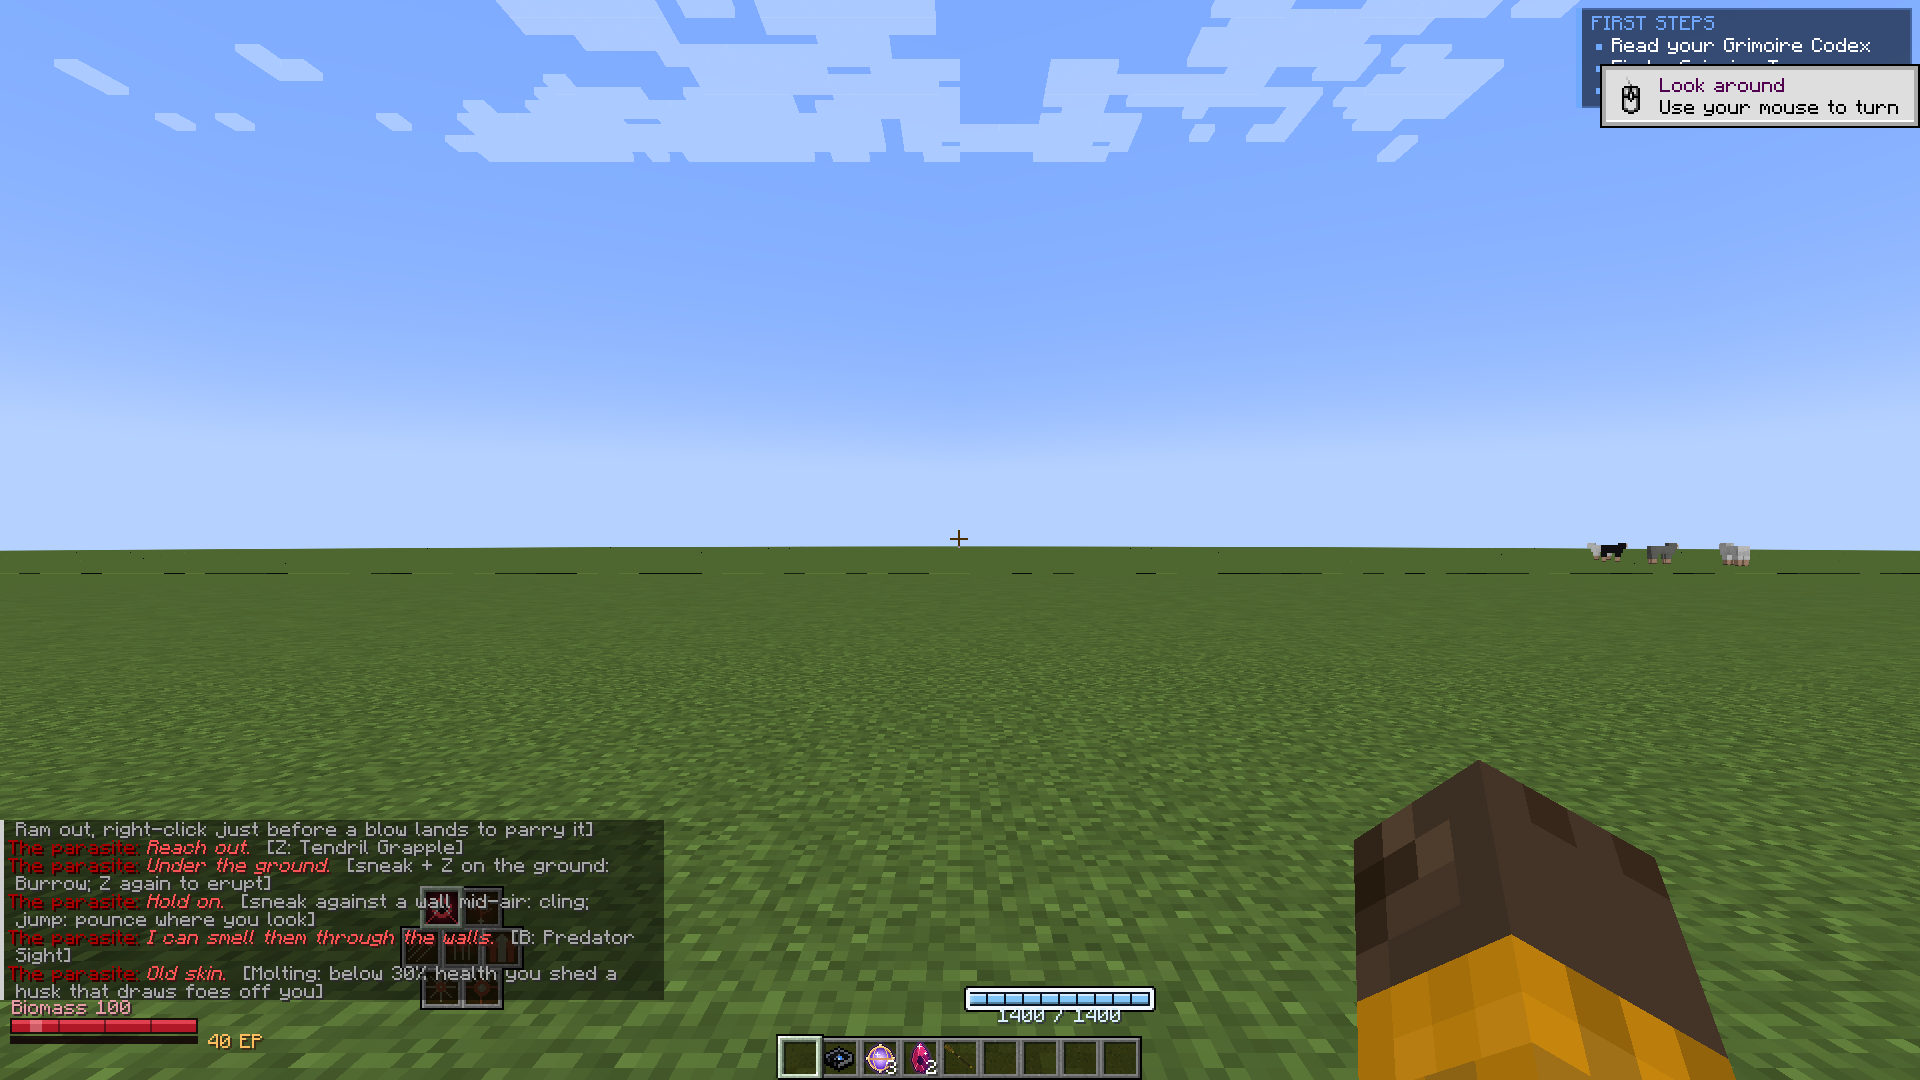 FIRST STEPS
Read your Grimoire Codex
Look around
Use your mouse to turn
Ram out, right-click just before a blow lands to parry it]
The parasite: Reach out. [Z: Tendril Grapple]
The parasite: Under the ground. [sneak + Z on the ground:
Burrow; Z again to erupt]
The parasite: Hold on. [sneak against a wall mid-air: cling;
jump: pounce where you look]
The parasite: I can smell them through the walls. [B: Predator
Sight]
The parasite: Old skin. [Molting: below 30% health you shed a
husk that draws foes off you]
Biomass 100
40 EP
1400 / 1400
3
2